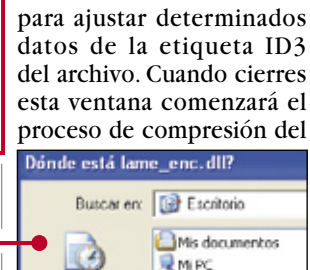 para ajustar determinados
datos de la etiqueta ID3
del archivo. Cuando cierres
esta ventana comenzará el
proceso de compresión del
Dónde está lame_enc.dll?
Buscar en: Escritorio
Mis documentos
Mi PC